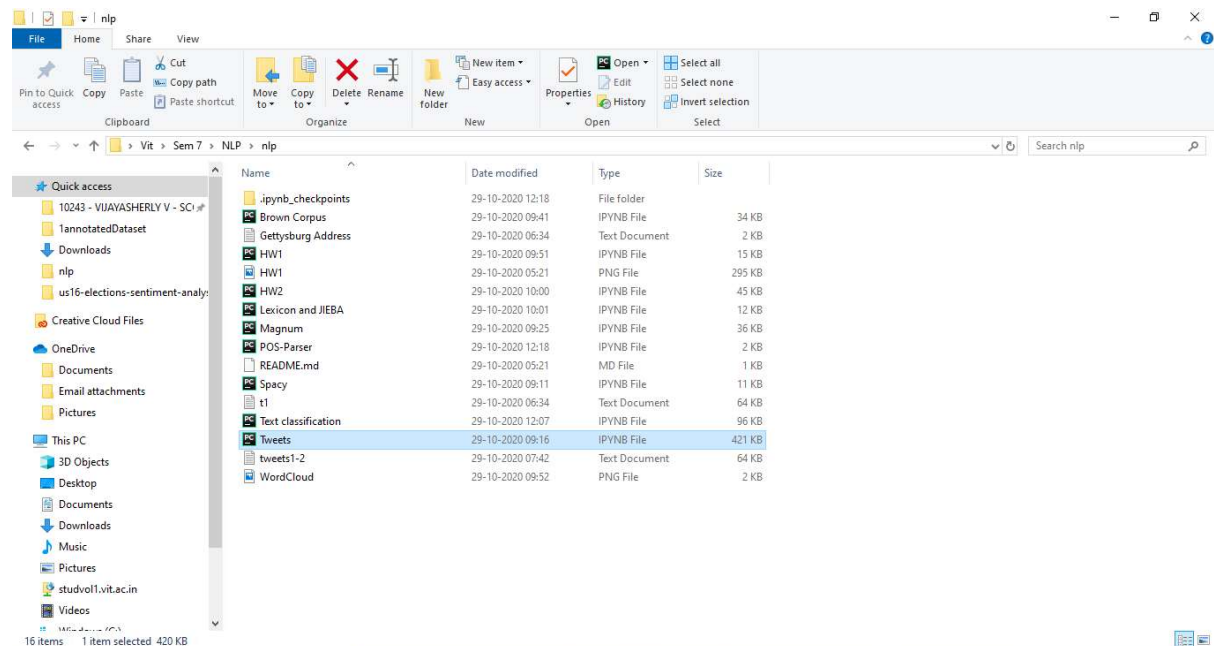 nlp
File Home Share View
Pin to Quick access
Copy
Paste
Cut
Copy path
Paste shortcut
Clipboard
Move to
Copy to
Delete
Rename
Organize
New folder
New item
Easy access
New
Properties
Open
Edit
History
Open
Select all
Select none
Invert selection
Select
Vit > Sem 7 > NLP > nlp
Search nlp
Quick access
10243 - VIJAYASHERLY V - SC
1annotatedDataset
Downloads
nlp
us16-elections-sentiment-analy
Creative Cloud Files
OneDrive
Documents
Email attachments
Pictures
This PC
3D Objects
Desktop
Documents
Downloads
Music
Pictures
studvol1.vit.ac.in
Videos
Name Date modified Type Size
.ipynb_checkpoints 29-10-2020 12:18 File folder
Brown Corpus 29-10-2020 09:41 IPYNB File 34 KB
Gettysburg Address 29-10-2020 06:34 Text Document 2 KB
HW1 29-10-2020 09:51 IPYNB File 15 KB
HW1 29-10-2020 05:21 PNG File 295 KB
HW2 29-10-2020 10:00 IPYNB File 45 KB
Lexicon and JIEBA 29-10-2020 10:01 IPYNB File 12 KB
Magnum 29-10-2020 09:25 IPYNB File 36 KB
POS-Parser 29-10-2020 12:18 IPYNB File 2 KB
README.md 29-10-2020 05:21 MD File 1 KB
Spacy 29-10-2020 09:11 IPYNB File 11 KB
t1 29-10-2020 06:34 Text Document 64 KB
Text classification 29-10-2020 12:07 IPYNB File 96 KB
Tweets 29-10-2020 09:16 IPYNB File 421 KB
tweets1-2 29-10-2020 07:42 Text Document 64 KB
WordCloud 29-10-2020 09:52 PNG File 2 KB
16 items 1 item selected 420 KB